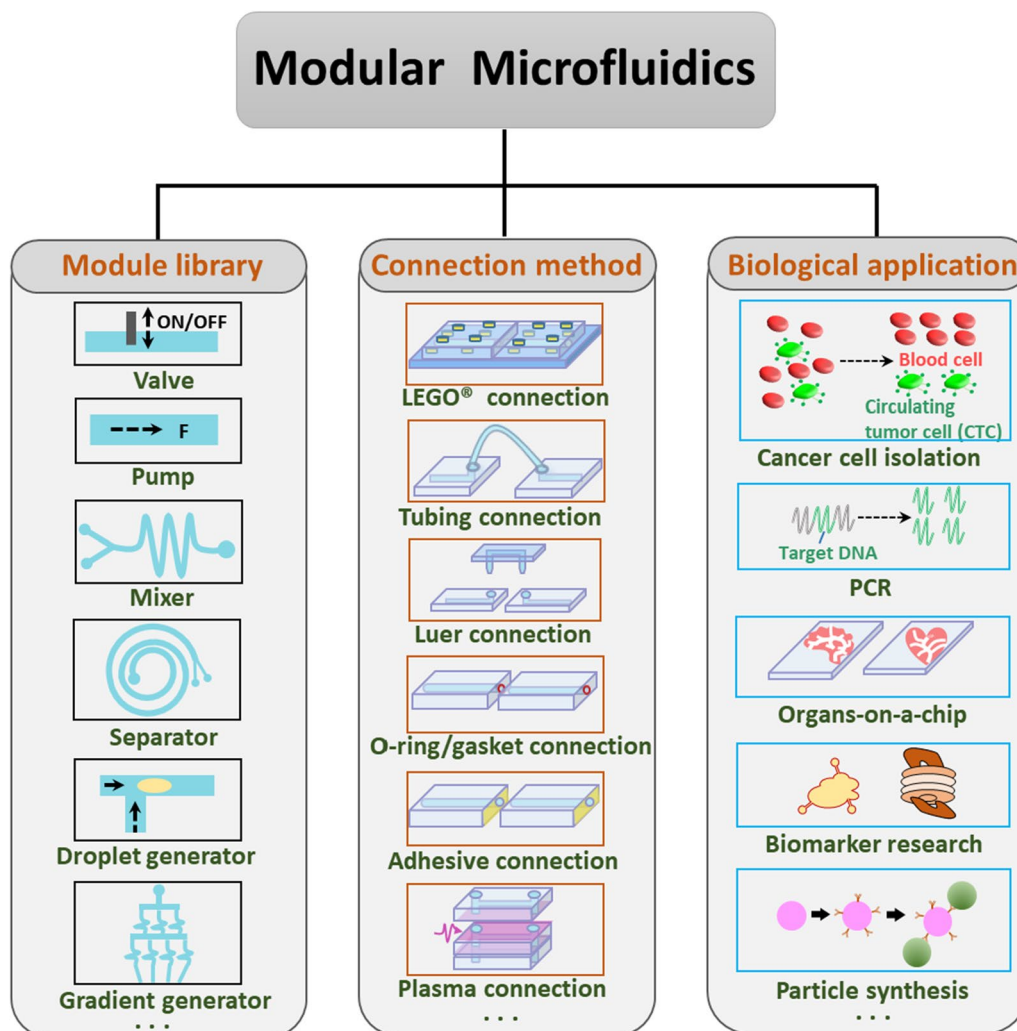 Modular Microfluidics
Module library
ON/OFF
Valve
F
Pump
Mixer
Separator
Droplet generator
Gradient generator
...
Connection method
LEGO® connection
Tubing connection
Luer connection
O-ring/gasket connection
Adhesive connection
Plasma connection
...
Biological application
Blood cell
Circulating
tumor cell (CTC)
Cancer cell isolation
Target DNA
PCR
Organs-on-a-chip
Biomarker research
Particle synthesis
...